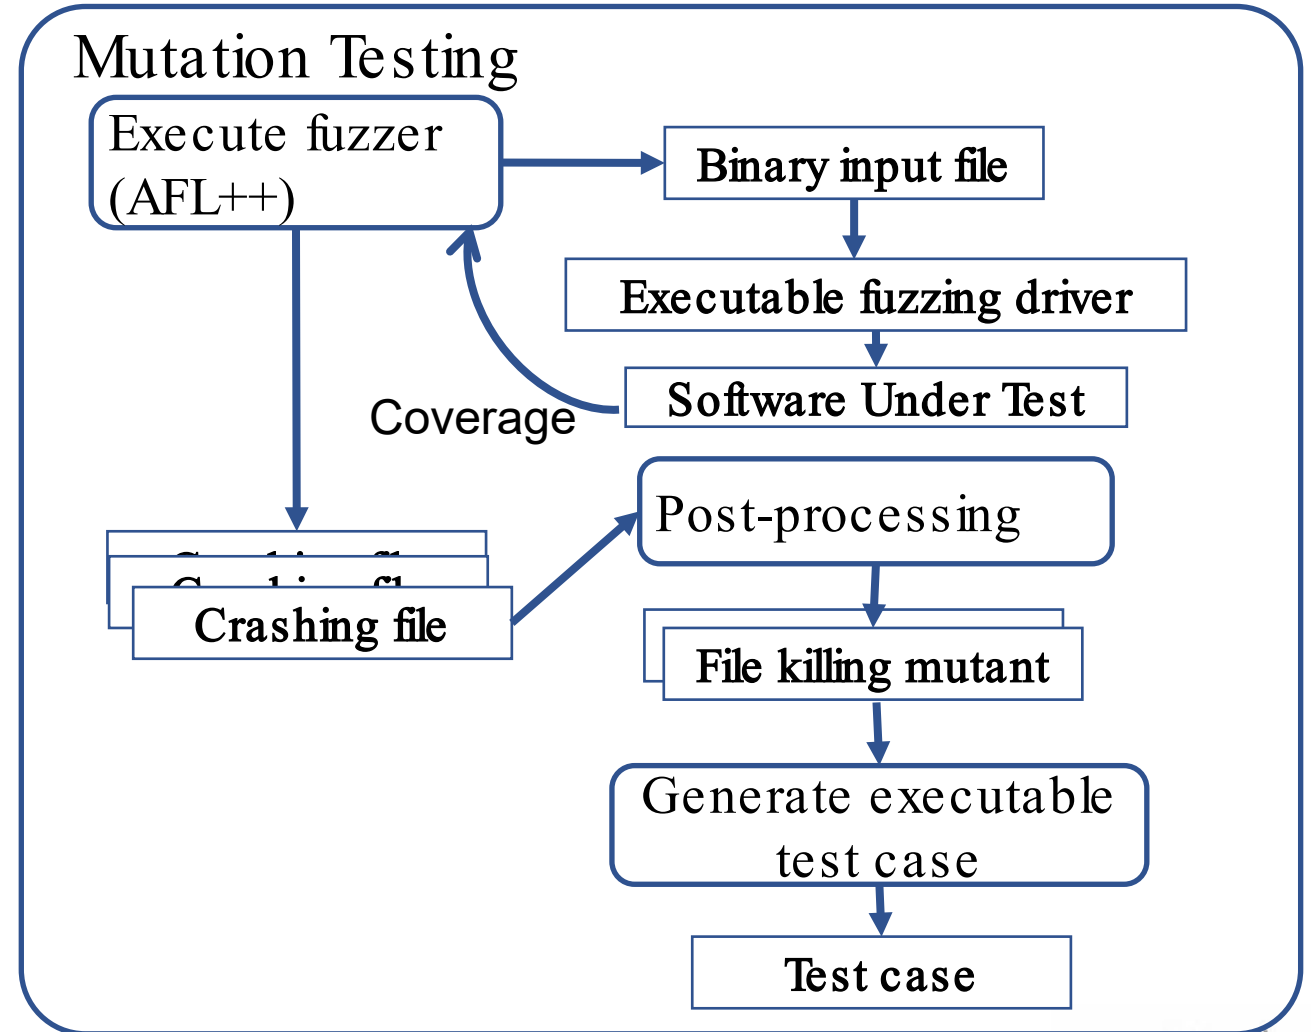 Mutation Testing
Execute fuzzer
(AFL++)
Binary input file
Executable fuzzing driver
Software Under Test
Coverage
Post-processing
Crashing file
File killing mutant
Generate executable
test case
Test case